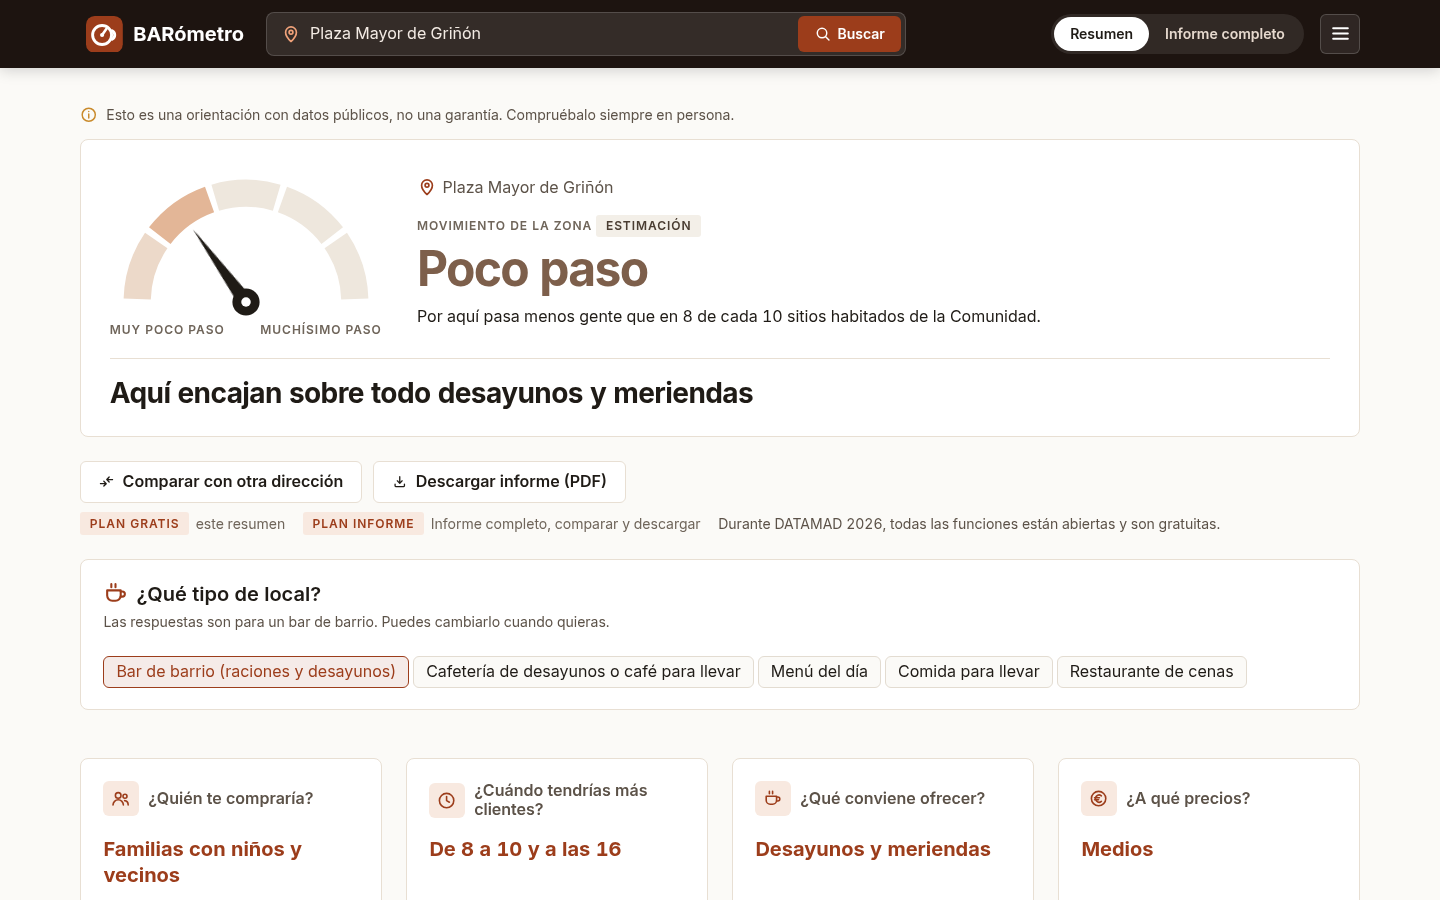 BARómetro
Plaza Mayor de Griñón
Buscar
Resumen
Informe completo
Esto es una orientación con datos públicos, no una garantía. Compruébalo siempre en persona.
MUY POCO PASO
MUCHÍSIMO PASO
Plaza Mayor de Griñón
MOVIMIENTO DE LA ZONA ESTIMACIÓN
Poco paso
Por aquí pasa menos gente que en 8 de cada 10 sitios habitados de la Comunidad.
Aquí encajan sobre todo desayunos y meriendas
Comparar con otra dirección
Descargar informe (PDF)
PLAN GRATIS este resumen PLAN INFORME Informe completo, comparar y descargar Durante DATAMAD 2026, todas las funciones están abiertas y son gratuitas.
¿Qué tipo de local?
Las respuestas son para un bar de barrio. Puedes cambiarlo cuando quieras.
Bar de barrio (raciones y desayunos)
Cafetería de desayunos o café para llevar
Menú del día
Comida para llevar
Restaurante de cenas
¿Quién te compraría?
Familias con niños y
vecinos
¿Cuándo tendrías más
clientes?
De 8 a 10 y a las 16
¿Qué conviene ofrecer?
Desayunos y meriendas
¿A qué precios?
Medios